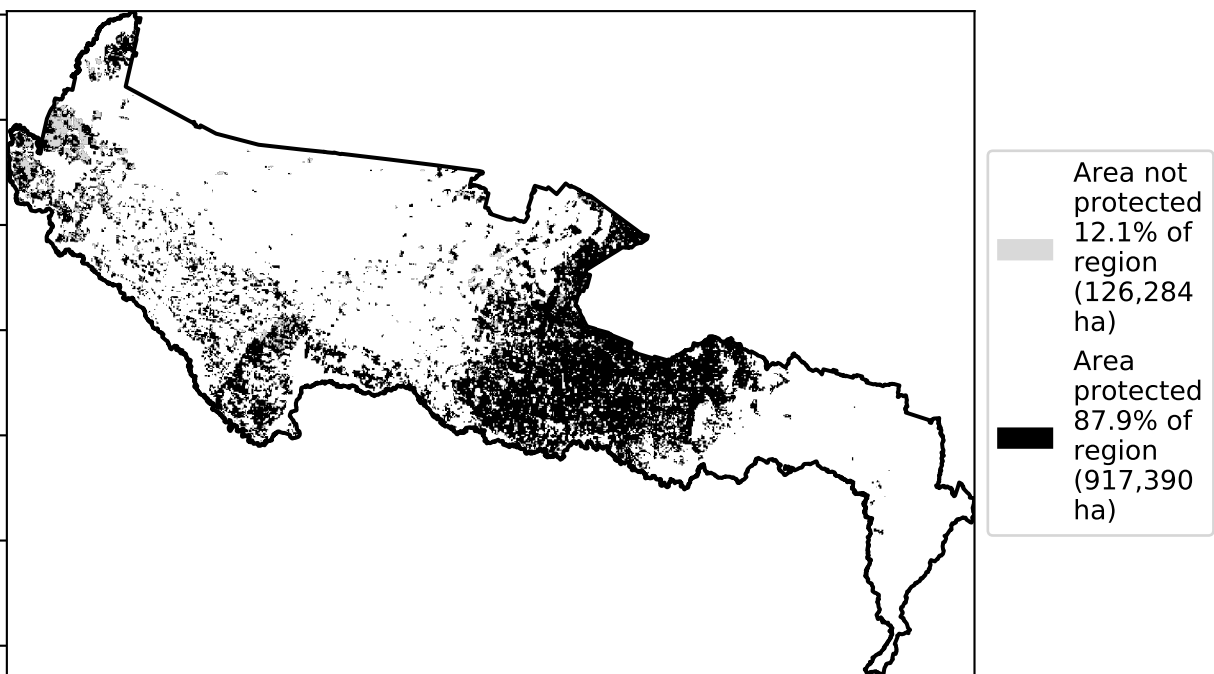 Area not
protected
12.1% of
region
(126,284
ha)
Area
protected
87.9% of
region
(917,390
ha)